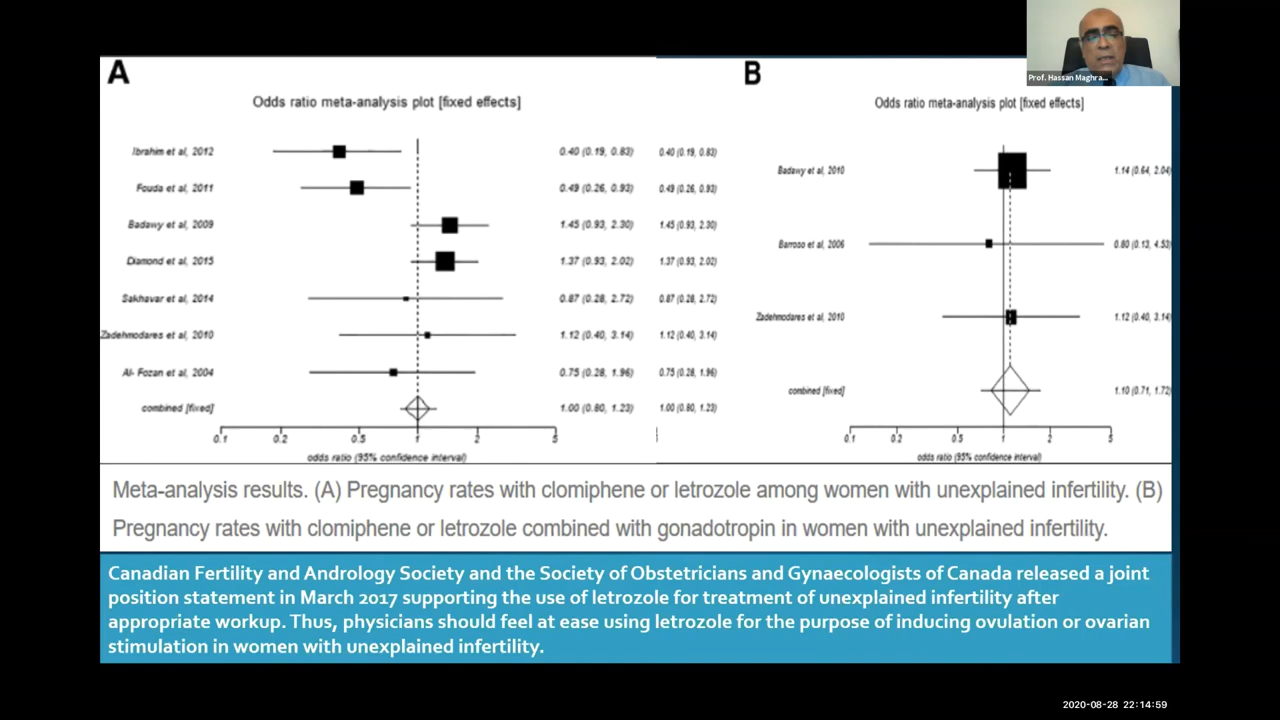 Prof. Hassan Maghra...
A
Odds ratio meta-analysis plot [fixed effects]
Ibrahim et al, 2012 0.40 (0.19, 0.83)
Fouda et al, 2011 0.49 (0.26, 0.93)
Badawy et al, 2009 1.45 (0.93, 2.30)
Diamond et al, 2015 1.37 (0.93, 2.02)
Sakhavar et al, 2014 0.87 (0.28, 2.72)
Zadehmodares et al, 2010 1.12 (0.40, 3.14)
Al- Fozan et al, 2004 0.75 (0.28, 1.96)
combined [fixed] 1.00 (0.80, 1.23)
0.1 0.2 0.5 1 2 5
odds ratio (95% confidence interval)
0.40 (0.19, 0.83)
0.49 (0.26, 0.93)
1.45 (0.93, 2.30)
1.37 (0.93, 2.02)
0.87 (0.28, 2.72)
1.12 (0.40, 3.14)
0.75 (0.28, 1.96)
1.00 (0.80, 1.23)
B
Odds ratio meta-analysis plot [fixed effects]
Badawy et al, 2010 1.14 (0.64, 2.04)
Barroso et al, 2006 0.80 (0.13, 4.53)
Zadehmodares et al, 2010 1.12 (0.40, 3.14)
combined [fixed] 1.10 (0.71, 1.72)
0.1 0.2 0.5 1 2 5
odds ratio (95% confidence interval)
Meta-analysis results. (A) Pregnancy rates with clomiphene or letrozole among women with unexplained infertility. (B)
Pregnancy rates with clomiphene or letrozole combined with gonadotropin in women with unexplained infertility.
Canadian Fertility and Andrology Society and the Society of Obstetricians and Gynaecologists of Canada released a joint
position statement in March 2017 supporting the use of letrozole for treatment of unexplained infertility after
appropriate workup. Thus, physicians should feel at ease using letrozole for the purpose of inducing ovulation or ovarian
stimulation in women with unexplained infertility.
2020-08-28 22:14:59